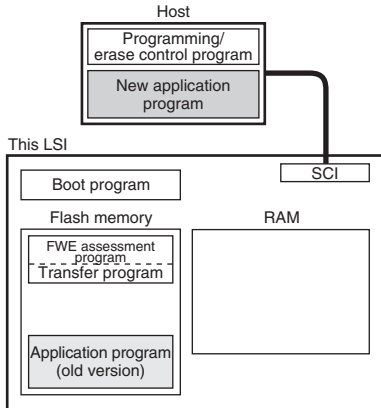 Host
Programming/
erase control program
New application
program
This LSI
SCI
Boot program
Flash memory
RAM
FWE assessment
program
Transfer program
Application program
(old version)